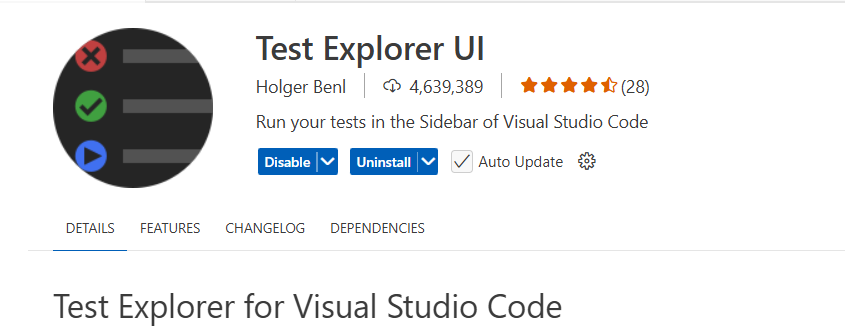 Test Explorer UI
Holger Benl 4,639,389 (28)
Run your tests in the Sidebar of Visual Studio Code
Disable Uninstall Auto Update
DETAILS FEATURES CHANGELOG DEPENDENCIES
Test Explorer for Visual Studio Code